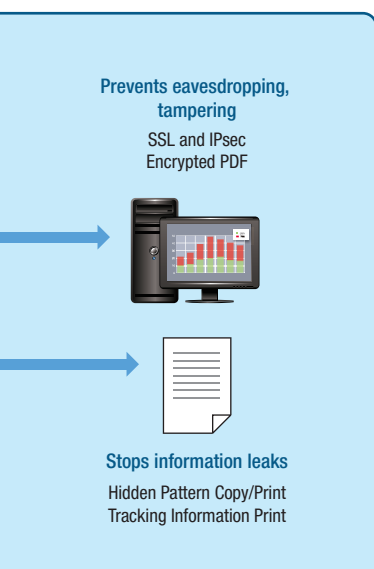 Prevents eavesdropping,
tampering
SSL and IPsec
Encrypted PDF
Stops information leaks
Hidden Pattern Copy/Print
Tracking Information Print